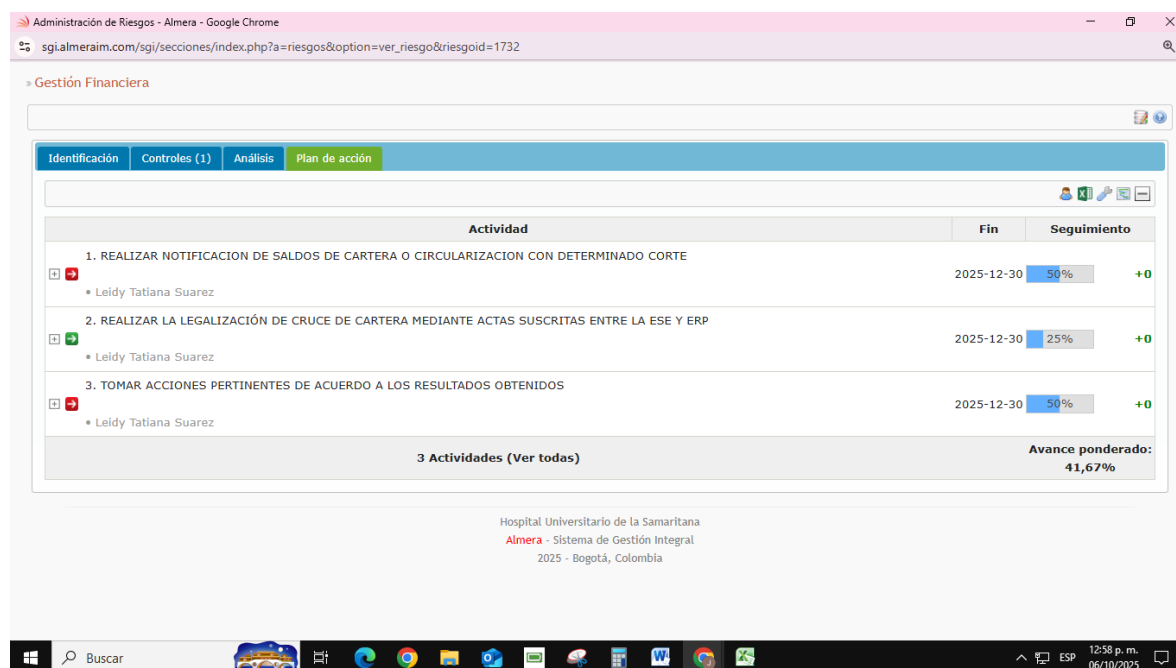 Administración de Riesgos - Almera - Google Chrome
sgi.almeraim.com/sgi/secciones/index.php?a=riesgos&option=ver_riesgo&riesgoid=1732
» Gestión Financiera
Identificación Controles (1) Análisis Plan de acción
Actividad Fin Seguimiento
1. REALIZAR NOTIFICACION DE SALDOS DE CARTERA O CIRCULARIZACION CON DETERMINADO CORTE
2025-12-30 50% +0
• Leidy Tatiana Suarez
2. REALIZAR LA LEGALIZACIÓN DE CRUCE DE CARTERA MEDIANTE ACTAS SUSCRITAS ENTRE LA ESE Y ERP
2025-12-30 25% +0
• Leidy Tatiana Suarez
3. TOMAR ACCIONES PERTINENTES DE ACUERDO A LOS RESULTADOS OBTENIDOS
2025-12-30 50% +0
• Leidy Tatiana Suarez
3 Actividades (Ver todas) Avance ponderado:
41,67%
Hospital Universitario de la Samaritana
Almera - Sistema de Gestión Integral
2025 - Bogotá, Colombia
Buscar ESP 12:58 p. m.
06/10/2025